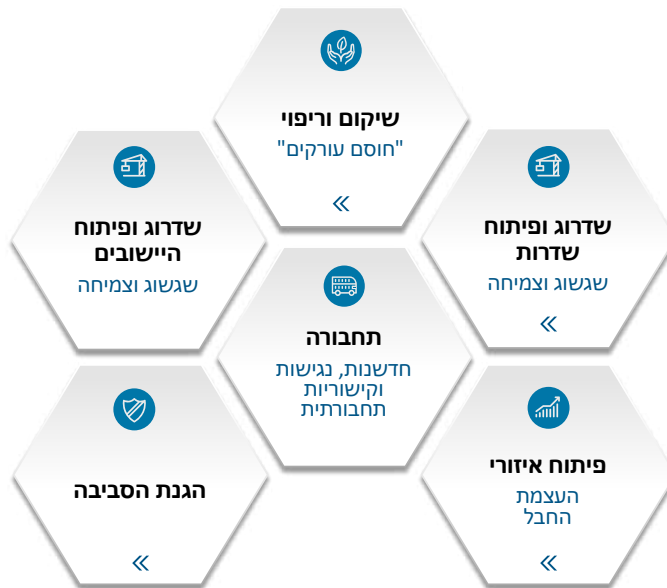 שיקום וריפוי
"חוסם עורקים"
»
שדרוג ופיתוח
שדרות
שגשוג וצמיחה
»
שדרוג ופיתוח
היישובים
שגשוג וצמיחה
תחבורה
חדשנות, נגישות
וקישוריות
תחבורתית
פיתוח איזורי
העצמת
החבל
»
הגנת הסביבה
»